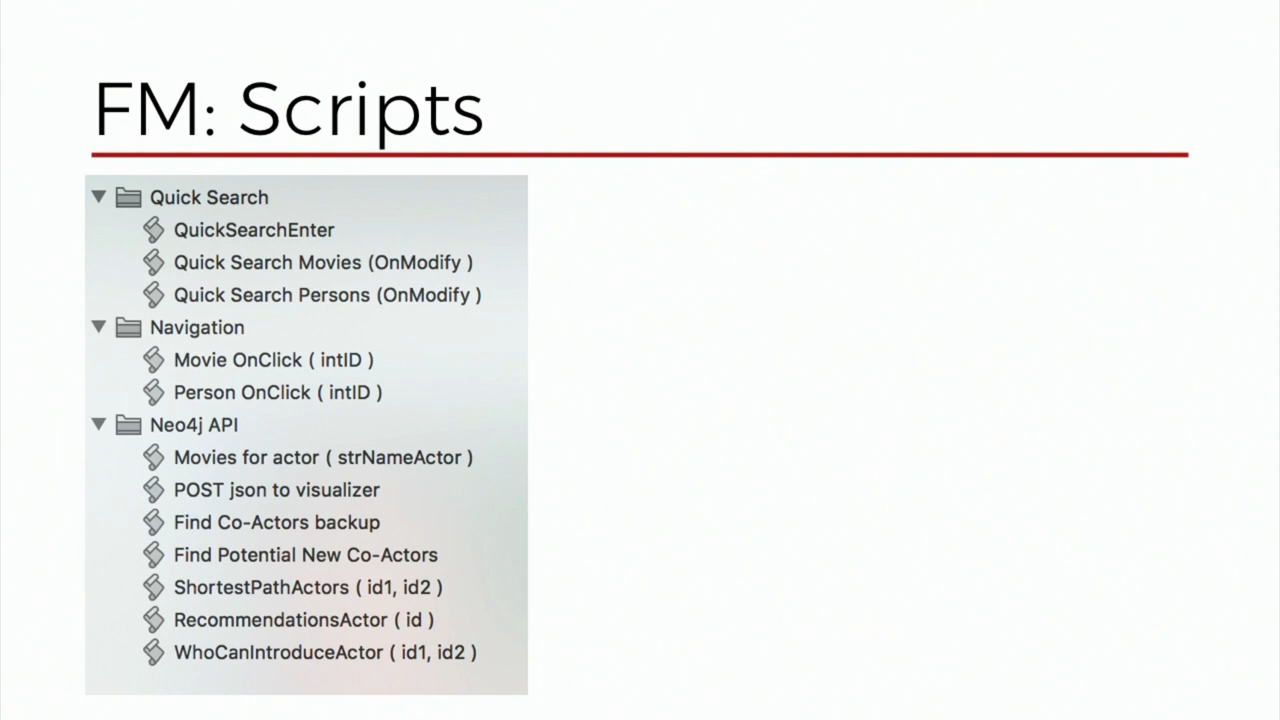 FM: Scripts
Quick Search
QuickSearchEnter
Quick Search Movies (OnModify )
Quick Search Persons (OnModify )
Navigation
Movie OnClick ( intID )
Person OnClick ( intID )
Neo4j API
Movies for actor ( strNameActor )
POST json to visualizer
Find Co-Actors backup
Find Potential New Co-Actors
ShortestPathActors ( id1, id2 )
RecommendationsActor ( id )
WhoCanIntroduceActor ( id1, id2 )